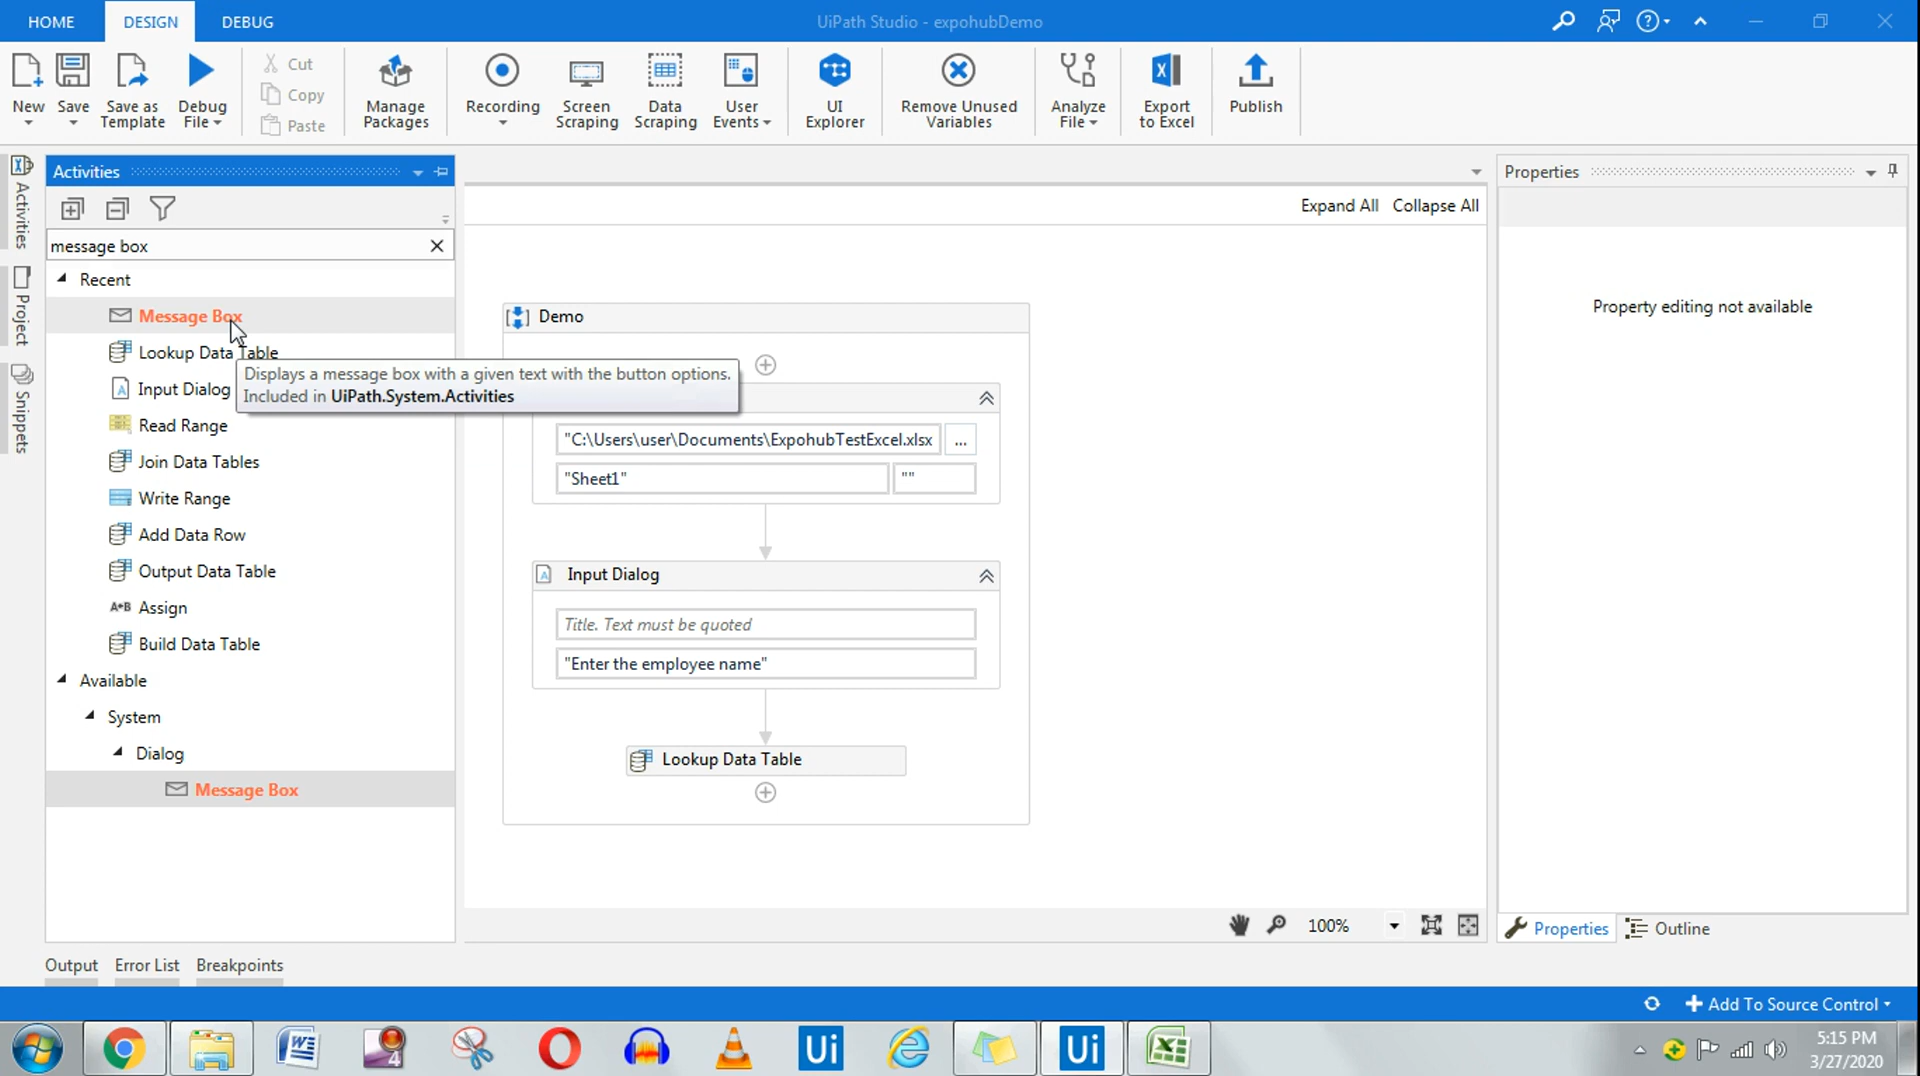 HOME
DESIGN
DEBUG
UiPath Studio - expohubDemo
New
Save
Save as
Template
Debug
File
Cut
Copy
Paste
Manage
Packages
Recording
Screen
Scraping
Data
Scraping
User
Events
UI
Explorer
Remove Unused
Variables
Analyze
File
Export
to Excel
Publish
Activities
Project
Snippets
Activities
message box
Recent
Message Box
Lookup Data Table
Input Dialog
Read Range
Join Data Tables
Write Range
Add Data Row
Output Data Table
A+B Assign
Build Data Table
Available
System
Dialog
Message Box
Displays a message box with a given text with the button options.
Included in UiPath.System.Activities
Expand All
Collapse All
Demo
"C:\Users\user\Documents\ExpohubTestExcel.xlsx
...
"Sheet1"
""
Input Dialog
Title. Text must be quoted
"Enter the employee name"
Lookup Data Table
100%
Properties
Property editing not available
Properties
Outline
Output
Error List
Breakpoints
Add To Source Control
4
Ui
Ui
5:15 PM
3/27/2020